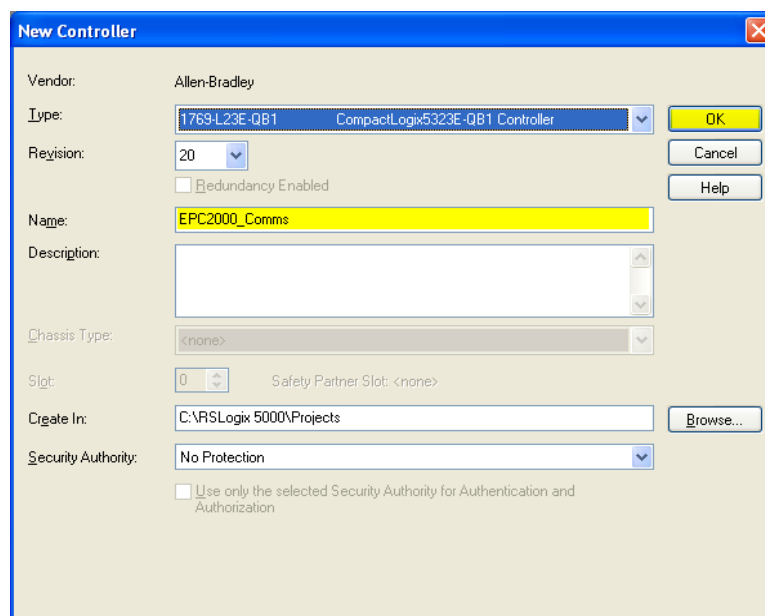 New Controller
Vendor: Allen-Bradley
Type: 1769-L23E-QB1 CompactLogix5323E-QB1 Controller OK
Revision: 20 Cancel
Redundancy Enabled Help
Name: EPC2000_Comms
Description:
Chassis Type: <none>
Slot: 0 Safety Partner Slot: <none>
Create In: C:\RSLogix 5000\Projects Browse...
Security Authority: No Protection
Use only the selected Security Authority for Authentication and
Authorization